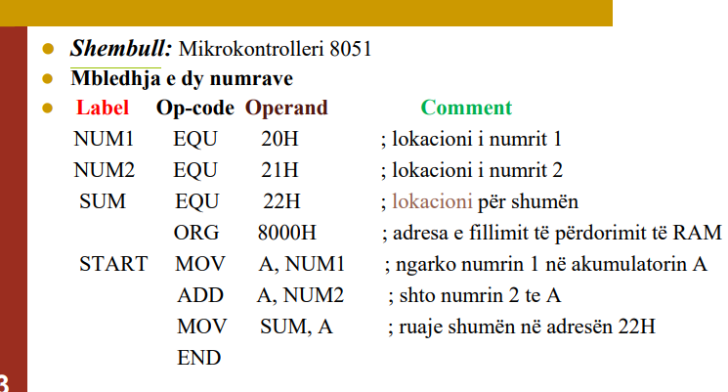 Shembull: Mikrokontrolleri 8051
Mbledhja e dy numrave
Label Op-code Operand Comment
NUM1 EQU 20H ; lokacioni i numrit 1
NUM2 EQU 21H ; lokacioni i numrit 2
SUM EQU 22H ; lokacioni për shumën
ORG 8000H ; adresa e fillimit të përdorimit të RAM
START MOV A, NUM1 ; ngarko numrin 1 në akumulatorin A
ADD A, NUM2 ; shto numrin 2 te A
MOV SUM, A ; ruaje shumën në adresën 22H
END
3